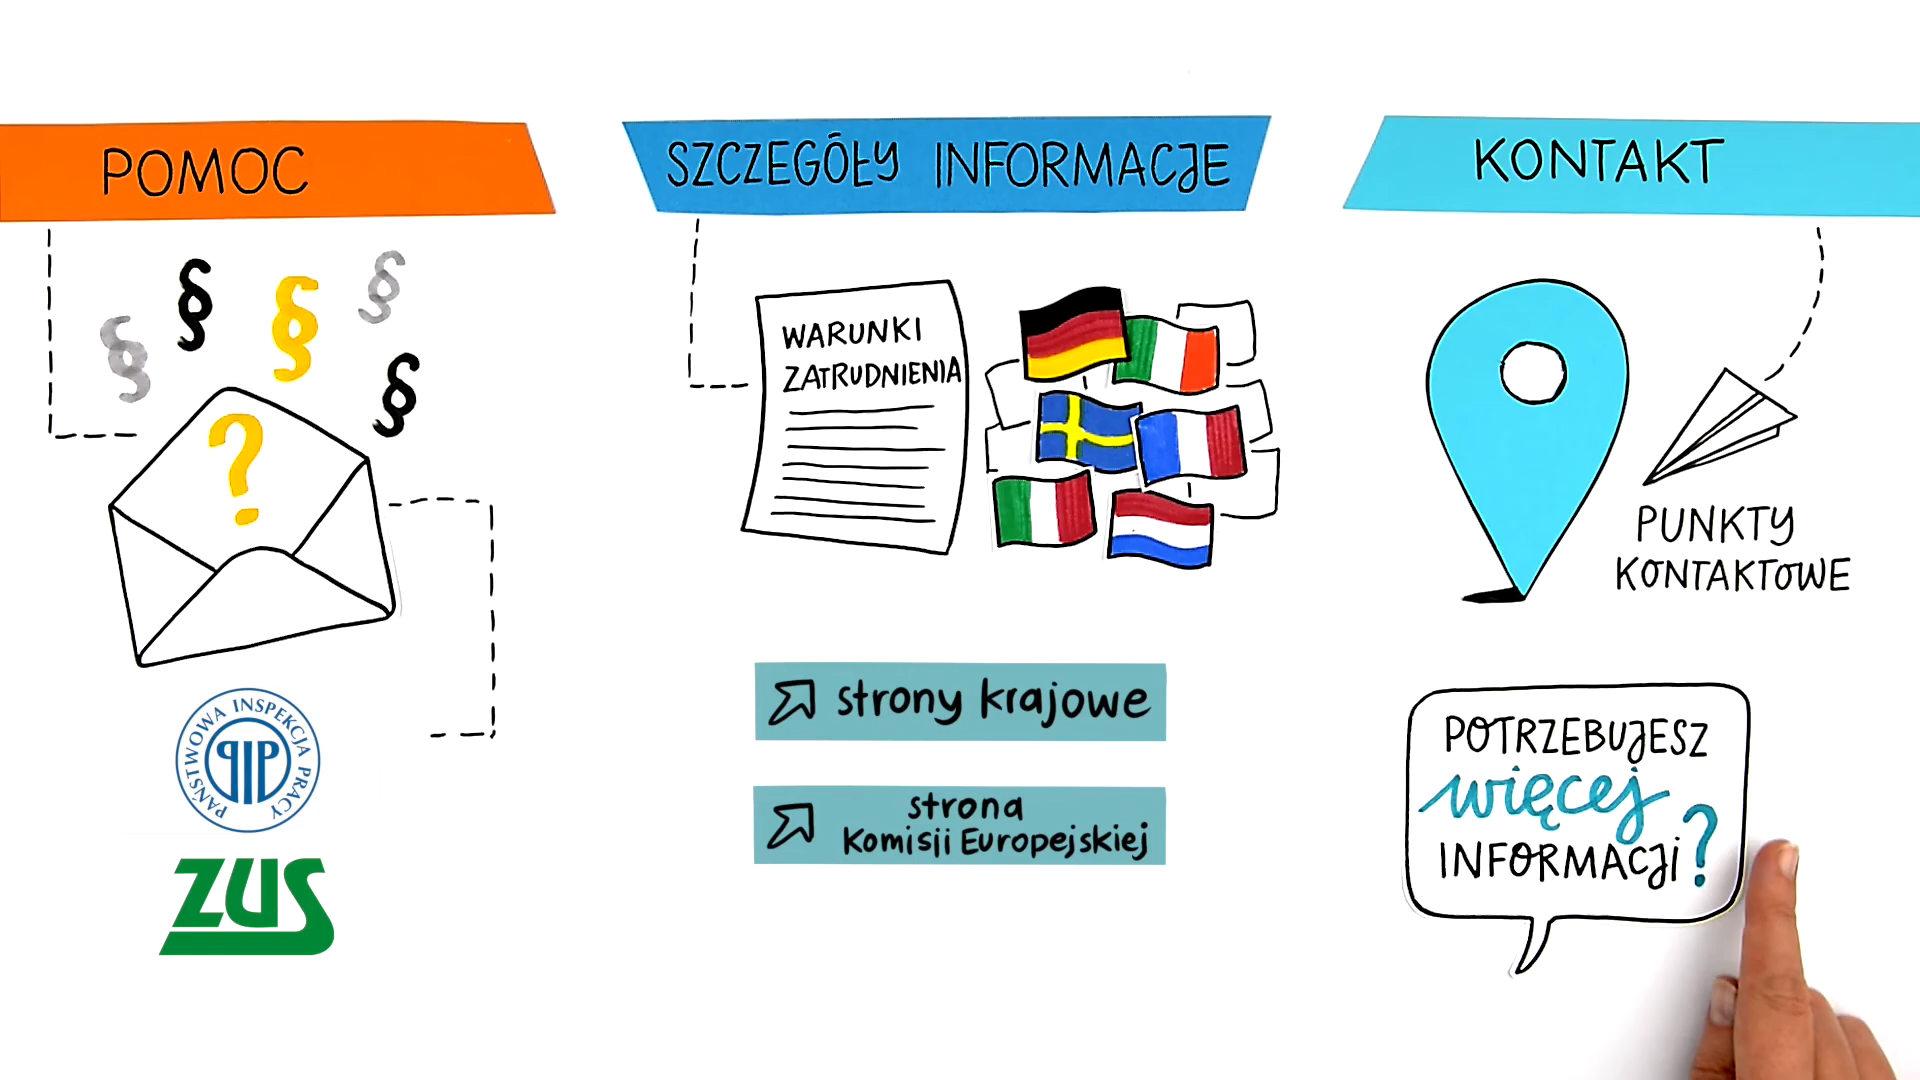 POMOC
§ § § § §
?
PAŃSTWOWA INSPEKCJA PRACY
PIP
ZUS
SZCZEGÓŁY INFORMACJE
WARUNKI
ZATRUDNIENIA
strony krajowe
strona
Komisji Europejskiej
KONTAKT
PUNKTY
KONTAKTOWE
POTRZEBUJESZ
więcej
INFORMACJI?